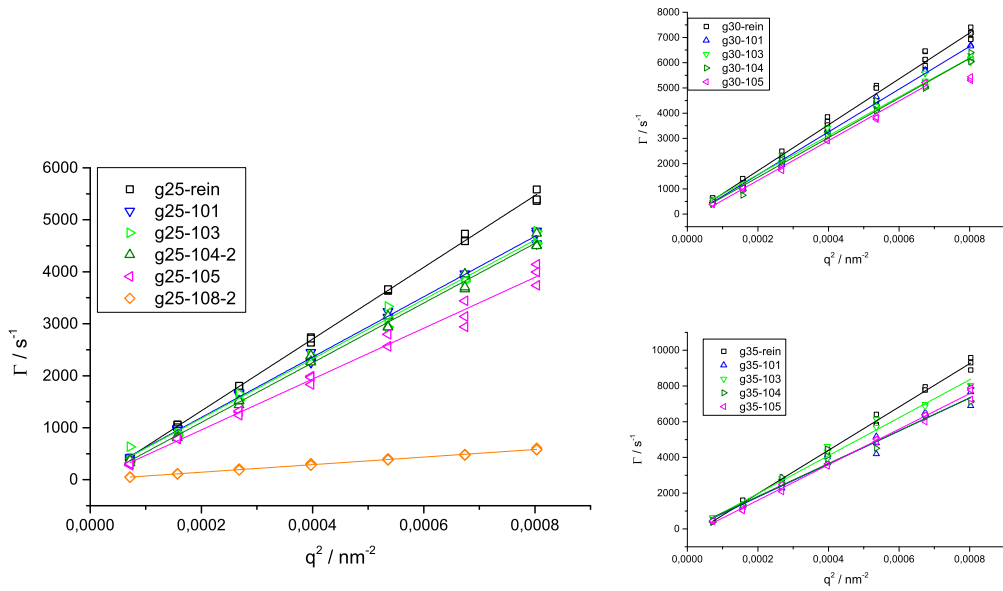 6000
5000
4000
3000
2000
1000
0
Γ / s⁻¹
g25-rein
g25-101
g25-103
g25-104-2
g25-105
g25-108-2
0,0000 0,0002 0,0004 0,0006 0,0008
q² / nm⁻²
8000
7000
6000
5000
4000
3000
2000
1000
0
Γ / s⁻¹
g30-rein
g30-101
g30-103
g30-104
g30-105
0,0000 0,0002 0,0004 0,0006 0,0008
q² / nm⁻²
10000
8000
6000
4000
2000
0
Γ / s⁻¹
g35-rein
g35-101
g35-103
g35-104
g35-105
0,0000 0,0002 0,0004 0,0006 0,0008
q² / nm⁻²